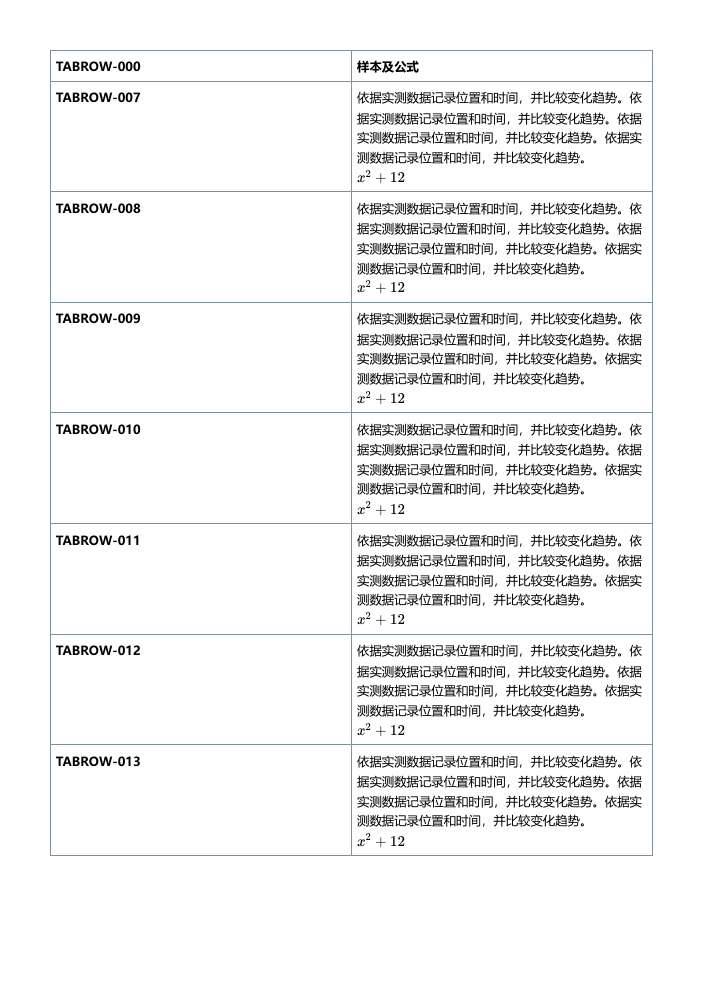 TABROW-000 样本及公式
TABROW-007 依据实测数据记录位置和时间，并比较变化趋势。依
据实测数据记录位置和时间，并比较变化趋势。依据
实测数据记录位置和时间，并比较变化趋势。依据实
测数据记录位置和时间，并比较变化趋势。
x² + 12
TABROW-008 依据实测数据记录位置和时间，并比较变化趋势。依
据实测数据记录位置和时间，并比较变化趋势。依据
实测数据记录位置和时间，并比较变化趋势。依据实
测数据记录位置和时间，并比较变化趋势。
x² + 12
TABROW-009 依据实测数据记录位置和时间，并比较变化趋势。依
据实测数据记录位置和时间，并比较变化趋势。依据
实测数据记录位置和时间，并比较变化趋势。依据实
测数据记录位置和时间，并比较变化趋势。
x² + 12
TABROW-010 依据实测数据记录位置和时间，并比较变化趋势。依
据实测数据记录位置和时间，并比较变化趋势。依据
实测数据记录位置和时间，并比较变化趋势。依据实
测数据记录位置和时间，并比较变化趋势。
x² + 12
TABROW-011 依据实测数据记录位置和时间，并比较变化趋势。依
据实测数据记录位置和时间，并比较变化趋势。依据
实测数据记录位置和时间，并比较变化趋势。依据实
测数据记录位置和时间，并比较变化趋势。
x² + 12
TABROW-012 依据实测数据记录位置和时间，并比较变化趋势。依
据实测数据记录位置和时间，并比较变化趋势。依据
实测数据记录位置和时间，并比较变化趋势。依据实
测数据记录位置和时间，并比较变化趋势。
x² + 12
TABROW-013 依据实测数据记录位置和时间，并比较变化趋势。依
据实测数据记录位置和时间，并比较变化趋势。依据
实测数据记录位置和时间，并比较变化趋势。依据实
测数据记录位置和时间，并比较变化趋势。
x² + 12